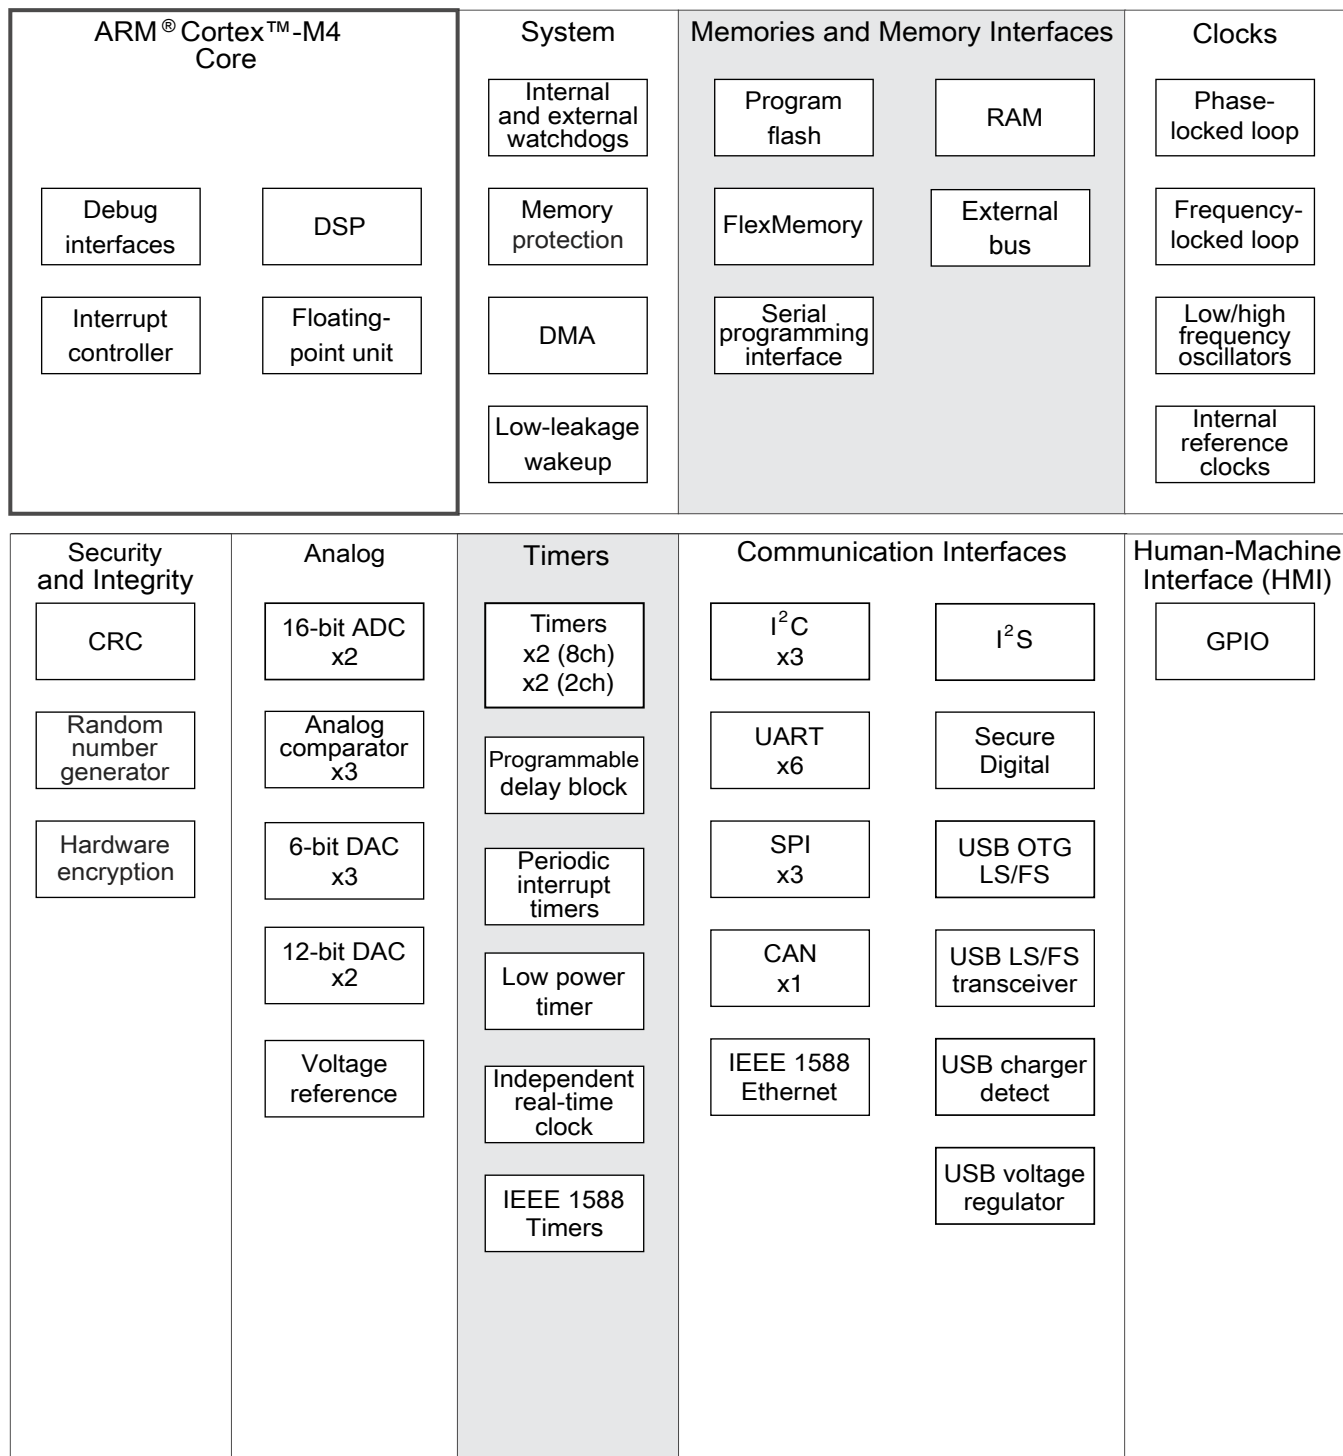 ARM® Cortex™-M4
Core
Debug
interfaces
DSP
Interrupt
controller
Floating-
point unit
System
Internal
and external
watchdogs
Memory
protection
DMA
Low-leakage
wakeup
Memories and Memory Interfaces
Program
flash
RAM
FlexMemory
External
bus
Serial
programming
interface
Clocks
Phase-
locked loop
Frequency-
locked loop
Low/high
frequency
oscillators
Internal
reference
clocks
Security
and Integrity
CRC
Random
number
generator
Hardware
encryption
Analog
16-bit ADC
x2
Analog
comparator
x3
6-bit DAC
x3
12-bit DAC
x2
Voltage
reference
Timers
Timers
x2 (8ch)
x2 (2ch)
Programmable
delay block
Periodic
interrupt
timers
Low power
timer
Independent
real-time
clock
IEEE 1588
Timers
Communication Interfaces
I²C
x3
I²S
UART
x6
Secure
Digital
SPI
x3
USB OTG
LS/FS
CAN
x1
USB LS/FS
transceiver
IEEE 1588
Ethernet
USB charger
detect
USB voltage
regulator
Human-Machine
Interface (HMI)
GPIO